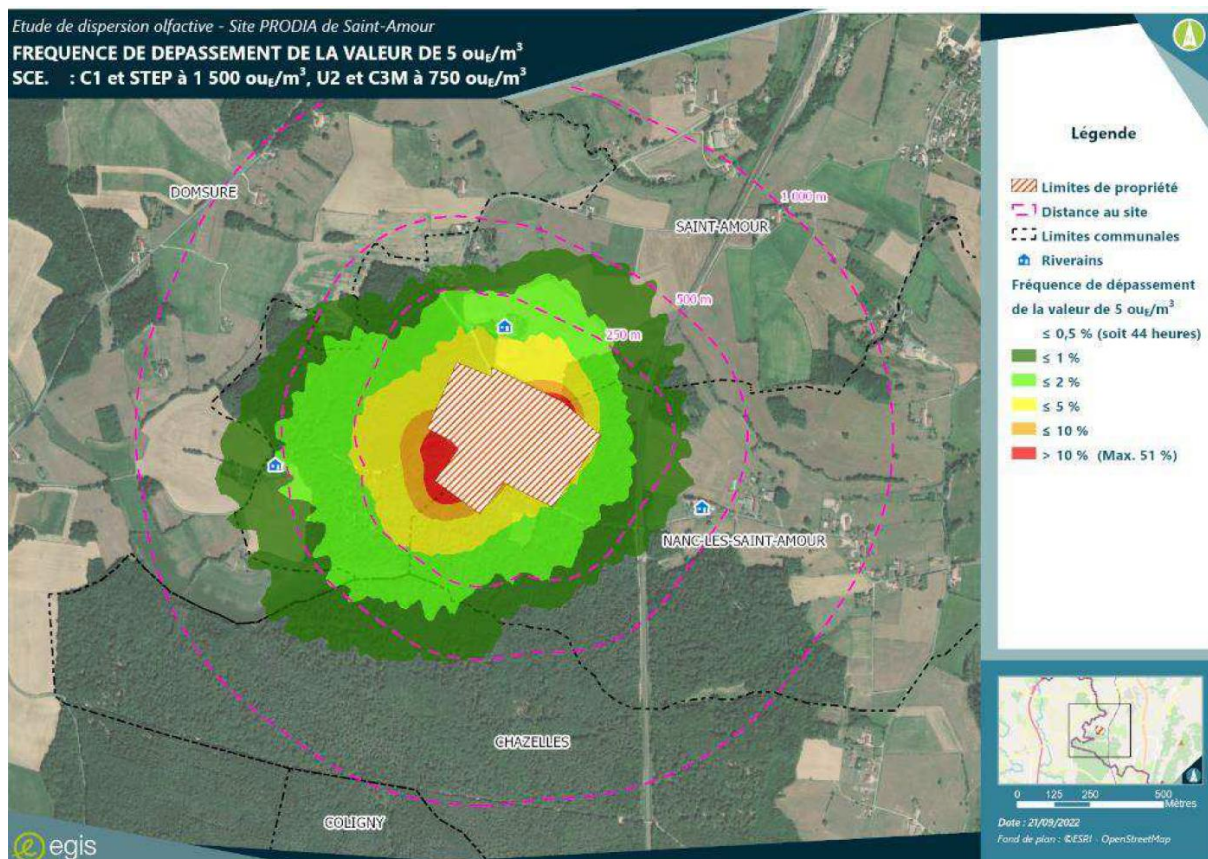 Etude de dispersion olfactive - Site PRODIA de Saint-Amour
FREQUENCE DE DEPASSEMENT DE LA VALEUR DE 5 ouE/m³
SCE. : C1 et STEP à 1 500 ouE/m³, U2 et C3M à 750 ouE/m³
DOMSURE
1 000 m
SAINT-AMOUR
500 m
250 m
NANC-LES-SAINT-AMOUR
CHAZELLES
COLIGNY
egis
Légende
Limites de propriété
Distance au site
Limites communales
Riverains
Fréquence de dépassement
de la valeur de 5 ouE/m³
≤ 0,5 % (soit 44 heures)
≤ 1 %
≤ 2 %
≤ 5 %
≤ 10 %
> 10 % (Max. 51 %)
0 125 250 500
Mètres
Date : 21/09/2022
Fond de plan : ©ESRI - OpenStreetMap